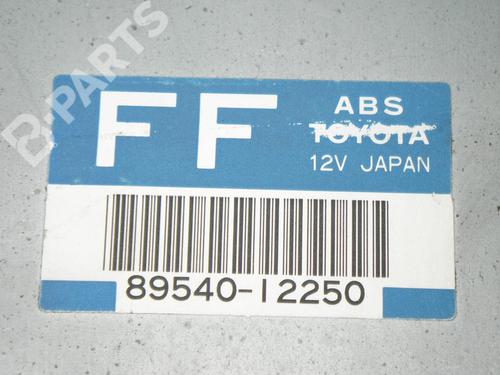 B-PARTS
FF
ABS
TOYOTA
12V JAPAN
89540-12250